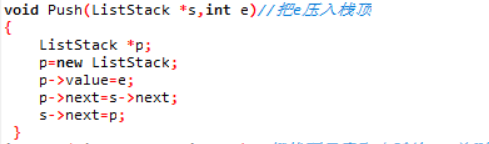 void Push(ListStack *s,int e)//把e压入栈顶
{
ListStack *p;
p=new ListStack;
p->value=e;
p->next=s->next;
s->next=p;
}